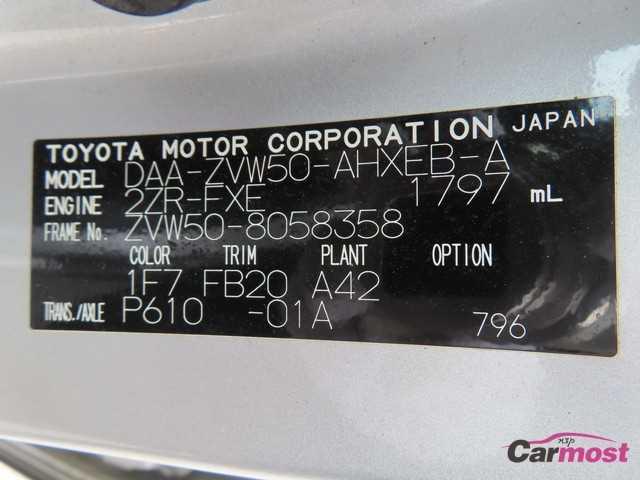 TOYOTA MOTOR CORPORATION JAPAN
MODEL DAA-ZVW50-AHXEB-A
ENGINE 2ZR-FXE 1797 mL
FRAME No. ZVW50-8058358
COLOR TRIM PLANT OPTION
1F7 FB20 A42
TRANS./AXLE P610 -01A 796
nxp
Carmost